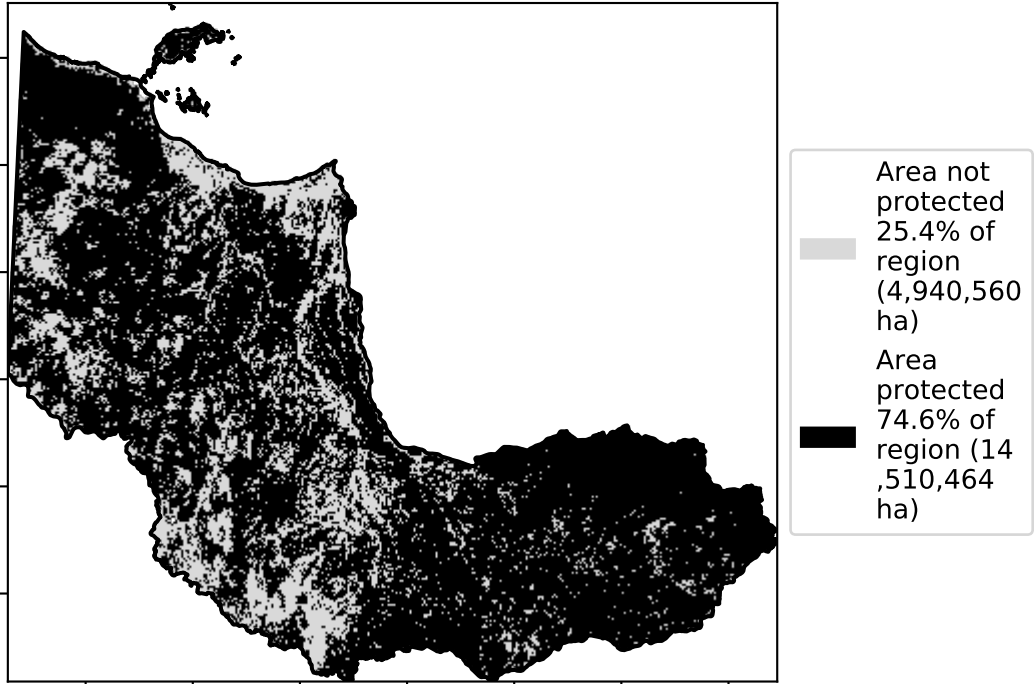 Area not
protected
25.4% of
region
(4,940,560
ha)
Area
protected
74.6% of
region (14
,510,464
ha)